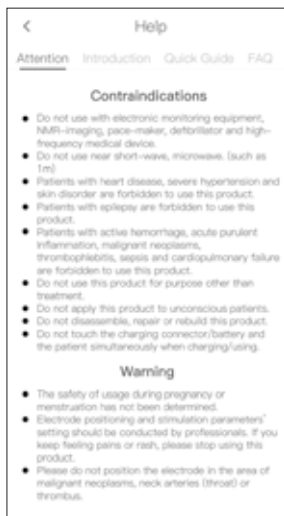 Help
Attention Introduction Quick Guide FAQ
Contraindications
● Do not use with electronic monitoring equipment,
NMR-imaging, pace-maker, defibrillator and high-
frequency medical device.
● Do not use near short-wave, microwave. (such as
1m)
● Patients with heart disease, severe hypertension and
skin disorder are forbidden to use this product.
● Patients with epilepsy are forbidden to use this
product.
● Patients with active hemorrhage, acute purulent
inflammation, malignant neoplasms,
thrombophlebitis, sepsis and cardiopulmonary failure
are forbidden to use this product.
● Do not use this product for purpose other than
treatment.
● Do not apply this product to unconscious patients.
● Do not disassemble, repair or rebuild this product.
● Do not touch the charging connector/battery and
the patient simultaneously when charging/using.
Warning
● The safety of usage during pregnancy or
menstruation has not been determined.
● Electrode positioning and stimulation parameters'
setting should be conducted by professionals. If you
keep feeling pains or rash, please stop using this
product.
● Please do not position the electrode in the area of
malignant neoplasms, neck arteries (throat) or
thrombus.